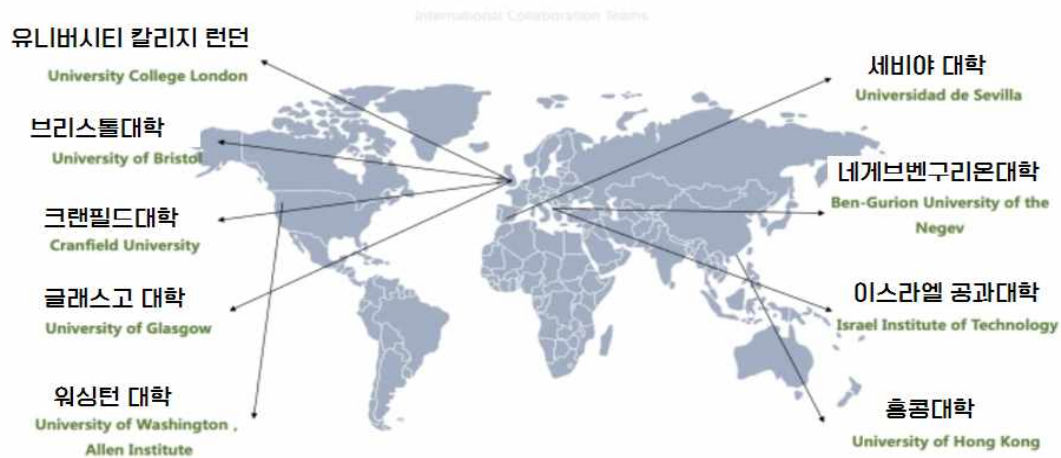 International Collaboration Teams
유니버시티 칼리지 런던
University College London
브리스톨대학
University of Bristol
크랜필드대학
Cranfield University
글래스고 대학
University of Glasgow
워싱턴 대학
University of Washington ,
Allen Institute
세비야 대학
Universidad de Sevilla
네게브벤구리온대학
Ben-Gurion University of the
Negev
이스라엘 공과대학
Israel Institute of Technology
홍콩대학
University of Hong Kong